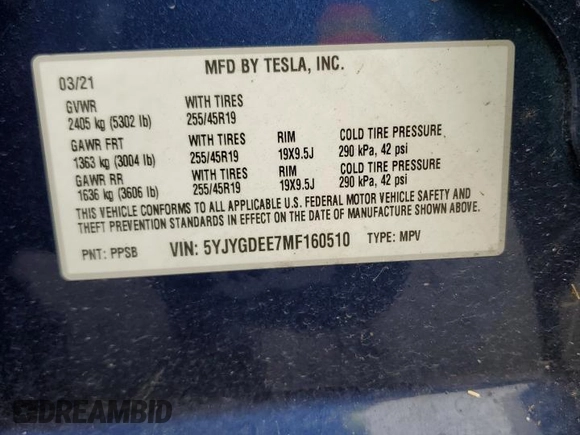 MFD BY TESLA, INC.
03/21
GVWR WITH TIRES
2405 kg (5302 lb) 255/45R19
GAWR FRT WITH TIRES RIM COLD TIRE PRESSURE
1363 kg (3004 lb) 255/45R19 19X9.5J 290 kPa, 42 psi
GAWR RR WITH TIRES RIM COLD TIRE PRESSURE
1636 kg (3606 lb) 255/45R19 19X9.5J 290 kPa, 42 psi
THIS VEHICLE CONFORMS TO ALL APPLICABLE U.S. FEDERAL MOTOR VEHICLE SAFETY AND
THEFT PREVENTION STANDARDS IN EFFECT ON THE DATE OF MANUFACTURE SHOWN ABOVE.
PNT: PPSB VIN: 5YJYGDEE7MF160510 TYPE: MPV
DREAMBID